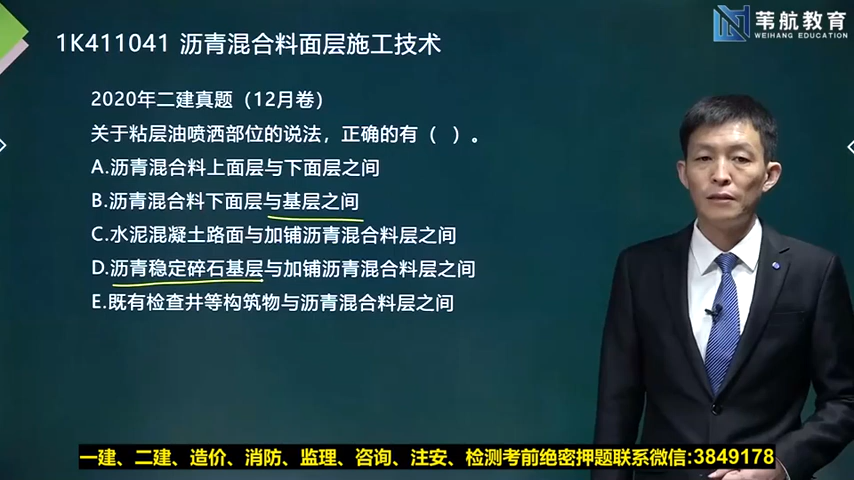 苇航教育
WEIHANG EDUCATION
1K411041 沥青混合料面层施工技术
2020年二建真题（12月卷）
关于粘层油喷洒部位的说法，正确的有（ ）。
A.沥青混合料上面层与下面层之间
B.沥青混合料下面层与基层之间
C.水泥混凝土路面与加铺沥青混合料层之间
D.沥青稳定碎石基层与加铺沥青混合料层之间
E.既有检查井等构筑物与沥青混合料层之间
一建、二建、造价、消防、监理、咨询、注安、检测考前绝密押题联系微信:3849178